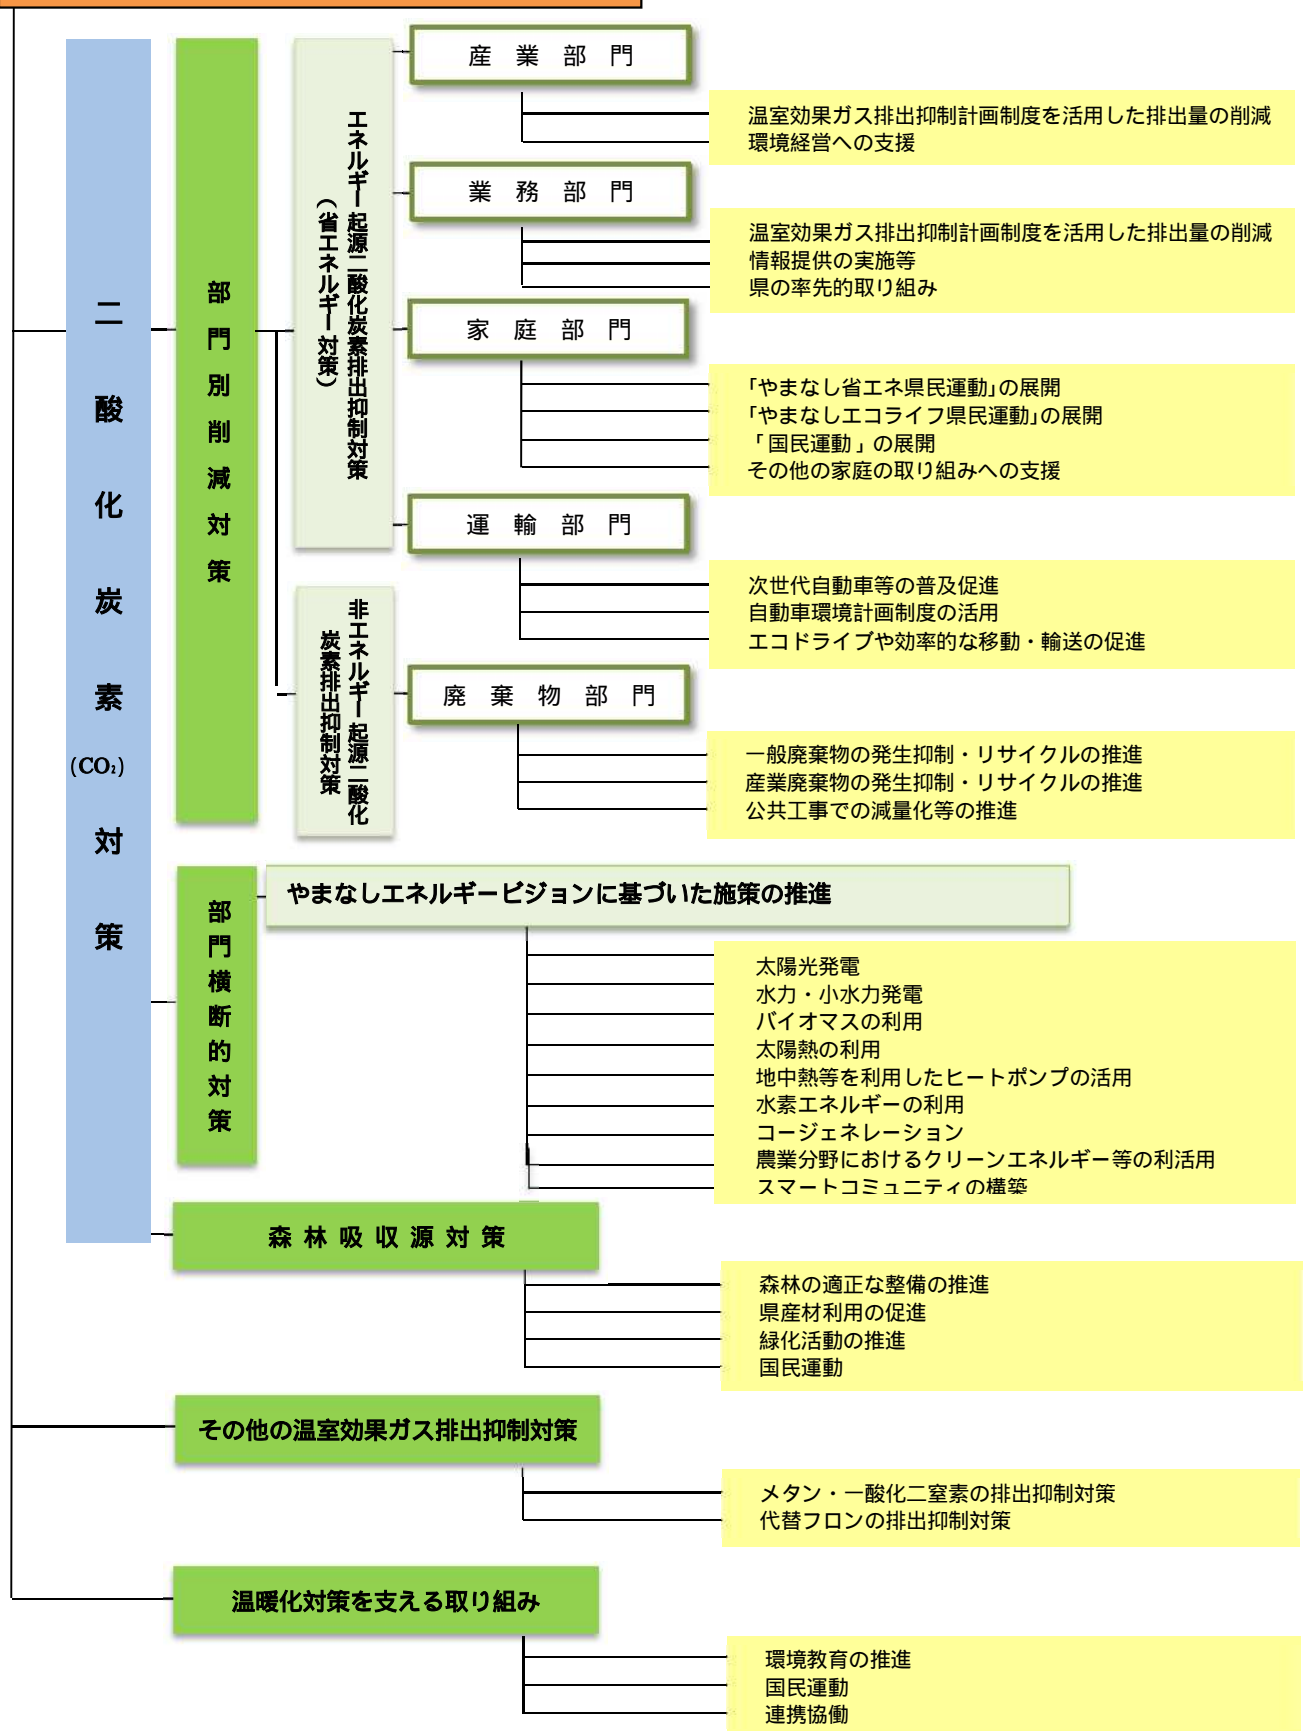 二酸化炭素(CO₂)対策
部門別削減対策
エネルギー起源二酸化炭素排出抑制対策
(省エネルギー対策)
産業部門
温室効果ガス排出抑制計画制度を活用した排出量の削減
環境経営への支援
業務部門
温室効果ガス排出抑制計画制度を活用した排出量の削減
情報提供の実施等
県の率先的取り組み
家庭部門
「やまなし省エネ県民運動」の展開
「やまなしエコライフ県民運動」の展開
「国民運動」の展開
その他の家庭の取り組みへの支援
運輸部門
次世代自動車等の普及促進
自動車環境計画制度の活用
エコドライブや効率的な移動・輸送の促進
非エネルギー起源二酸化
炭素排出抑制対策
廃棄物部門
一般廃棄物の発生抑制・リサイクルの推進
産業廃棄物の発生抑制・リサイクルの推進
公共工事での減量化等の推進
部門横断的対策
やまなしエネルギービジョンに基づいた施策の推進
太陽光発電
水力・小水力発電
バイオマスの利用
太陽熱の利用
地中熱等を利用したヒートポンプの活用
水素エネルギーの利用
コージェネレーション
農業分野におけるクリーンエネルギー等の利活用
スマートコミュニティの構築
森林吸収源対策
森林の適正な整備の推進
県産材利用の促進
緑化活動の推進
国民運動
その他の温室効果ガス排出抑制対策
メタン・一酸化二窒素の排出抑制対策
代替フロンの排出抑制対策
温暖化対策を支える取り組み
環境教育の推進
国民運動
連携協働